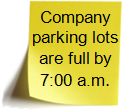 Company
parking lots
are full by
7:00 a.m.